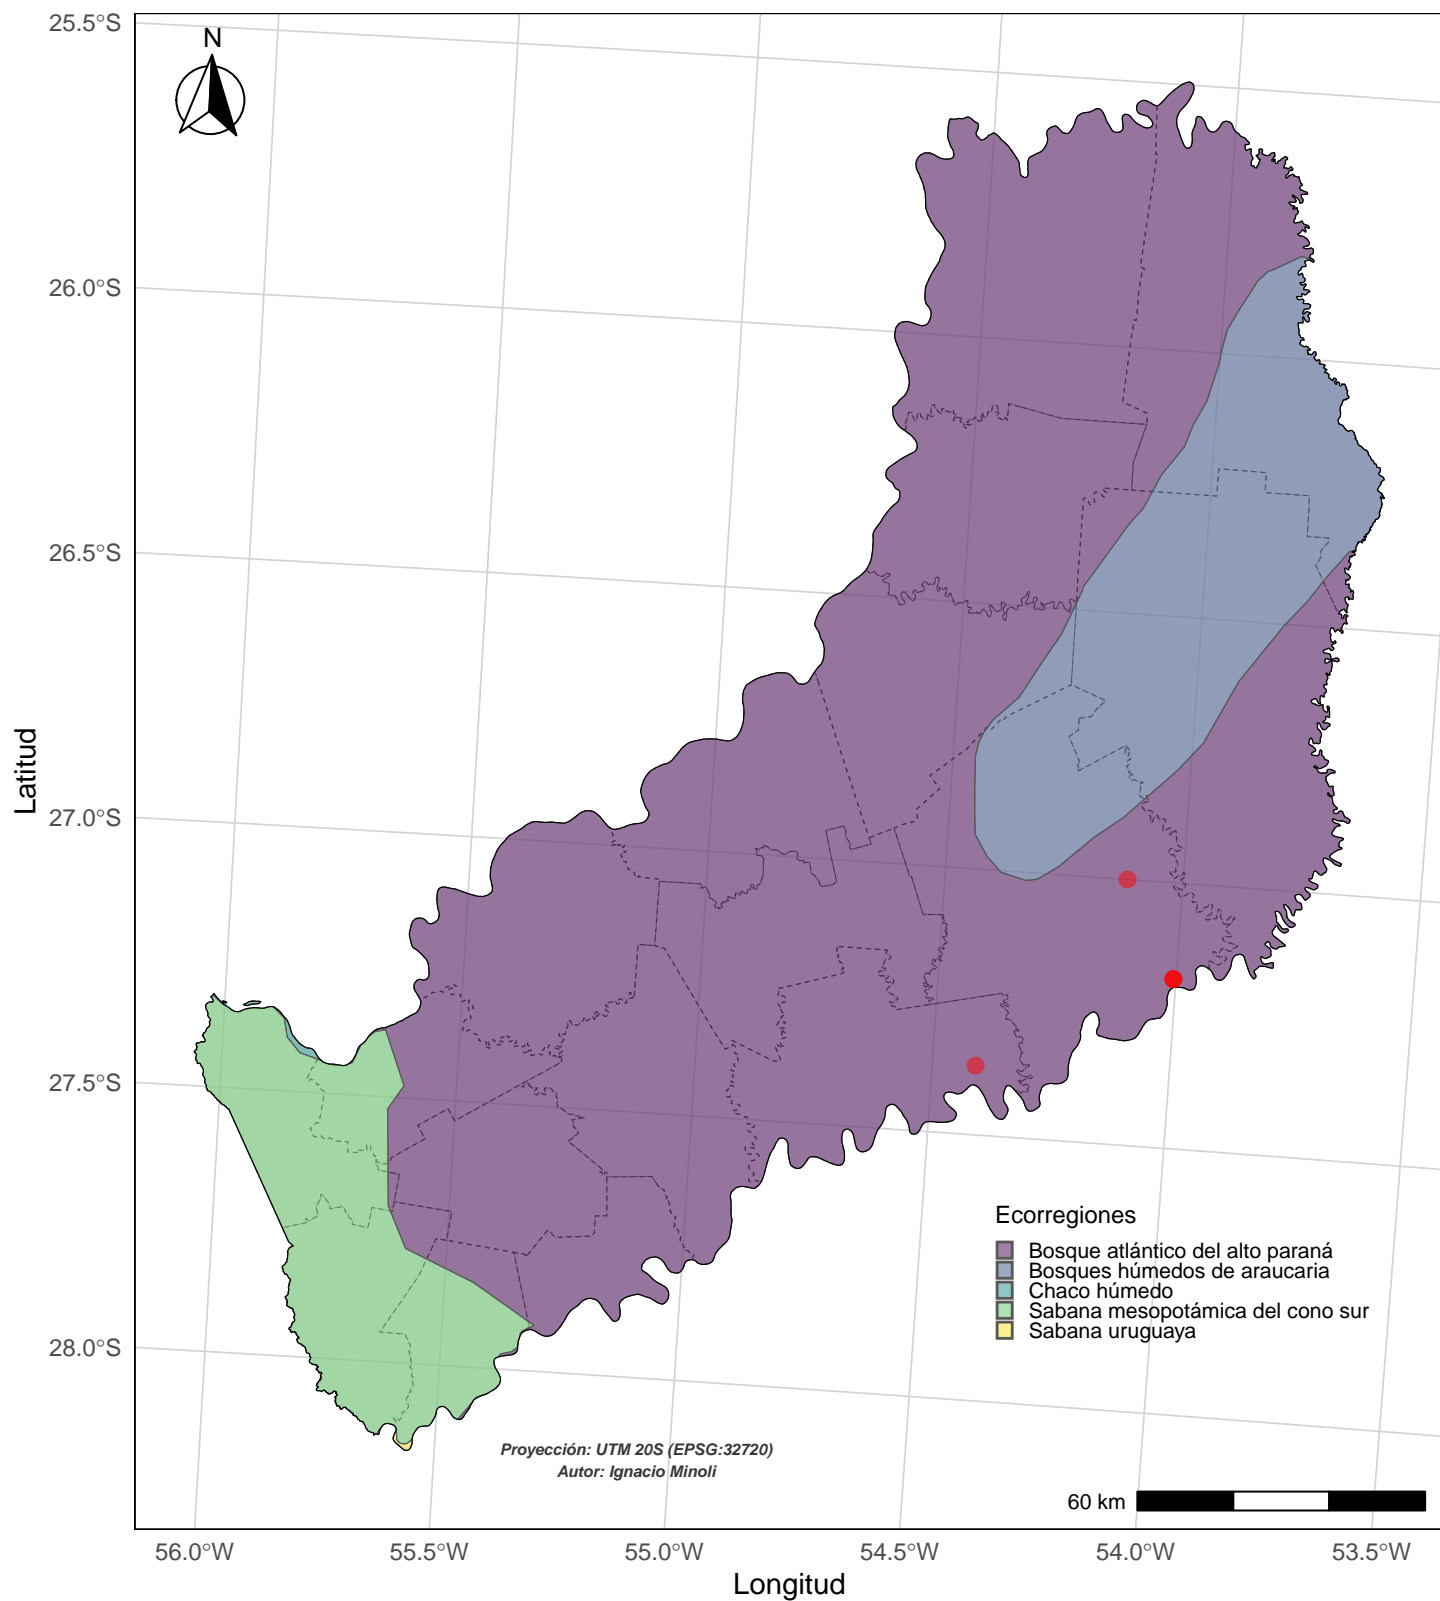 N
25.5°S
26.0°S
26.5°S
27.0°S
27.5°S
28.0°S
Latitud
Ecorregiones
Bosque atlántico del alto paraná
Bosques húmedos de araucaria
Chaco húmedo
Sabana mesopotámica del cono sur
Sabana uruguaya
Proyección: UTM 20S (EPSG:32720)
Autor: Ignacio Minoli
60 km
56.0°W
55.5°W
55.0°W
54.5°W
54.0°W
53.5°W
Longitud